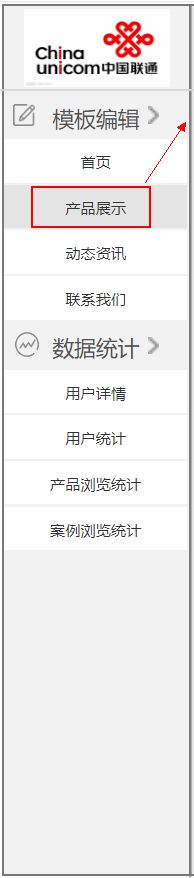 China
unicom中国联通
模板编辑
首页
产品展示
动态资讯
联系我们
数据统计
用户详情
用户统计
产品浏览统计
案例浏览统计